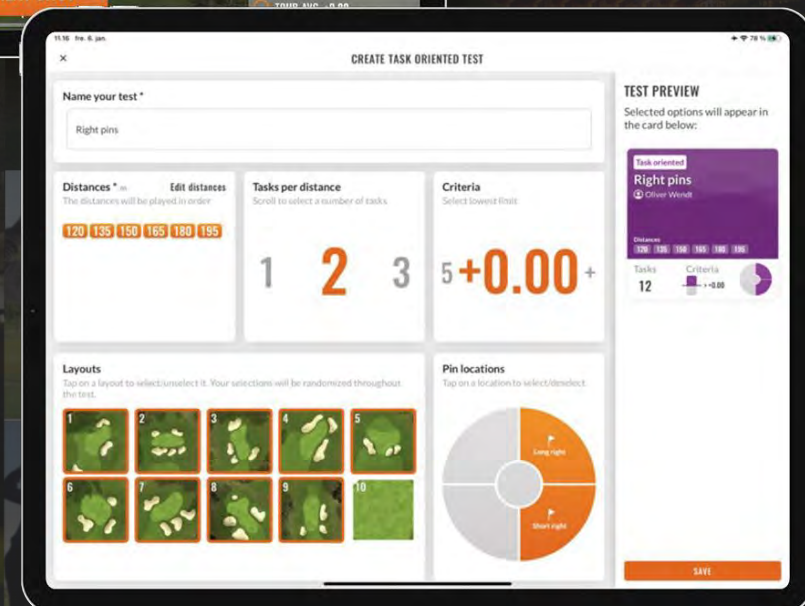 TOUR AVG +0.00
11.16 fre. 6. jan.
78 %
×
CREATE TASK ORIENTED TEST
Name your test *
Right pins
Distances * m
Edit distances
The distances will be played in order
120 135 150 165 180 195
Tasks per distance
Scroll to select a number of tasks
1 2 3
Criteria
Select lowest limit
5 +0.00 +
Layouts
Tap on a layout to select/unselect it. Your selections will be randomized throughout
the test.
1 2 3 4 5
6 7 8 9 10
Pin locations
Tap on a location to select/deselect
Long right
Short right
TEST PREVIEW
Selected options will appear in
the card below:
Task oriented
Right pins
Oliver Wendt
Distances
120 135 150 165 180 195
Tasks
12
Criteria
> +0.00
SAVE